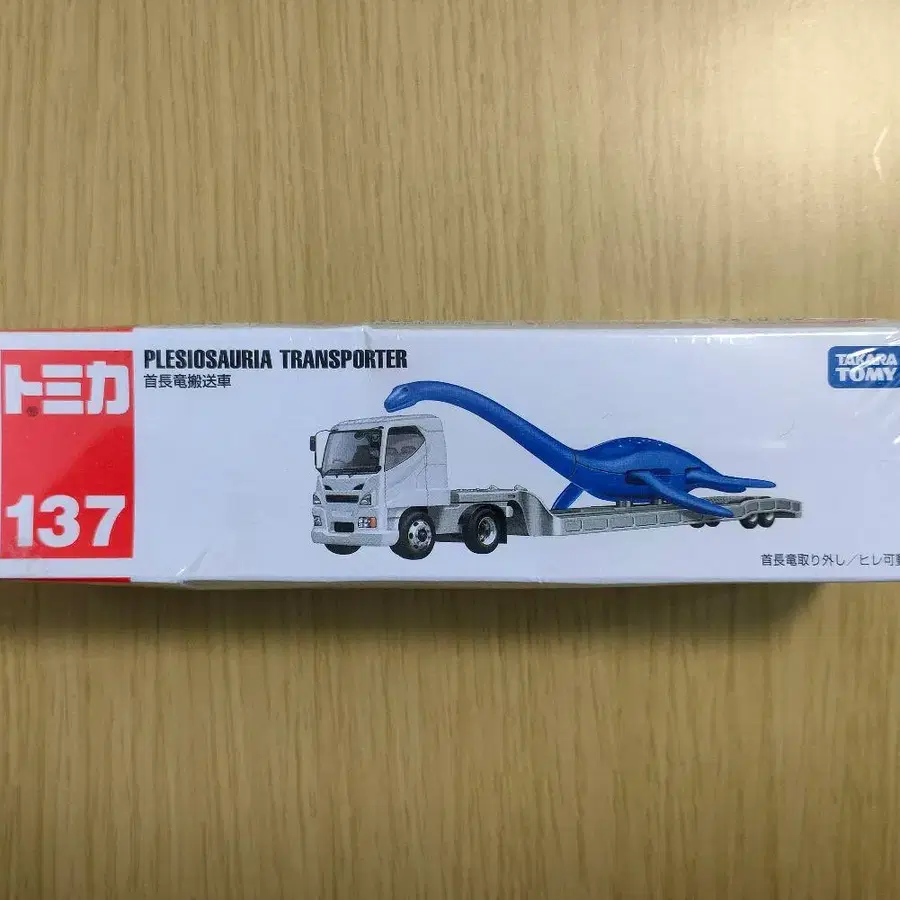 トミカ
137
PLESIOSAURIA TRANSPORTER
首長竜搬送車
TAKARA
TOMY
首長竜取り外し/ヒレ可動